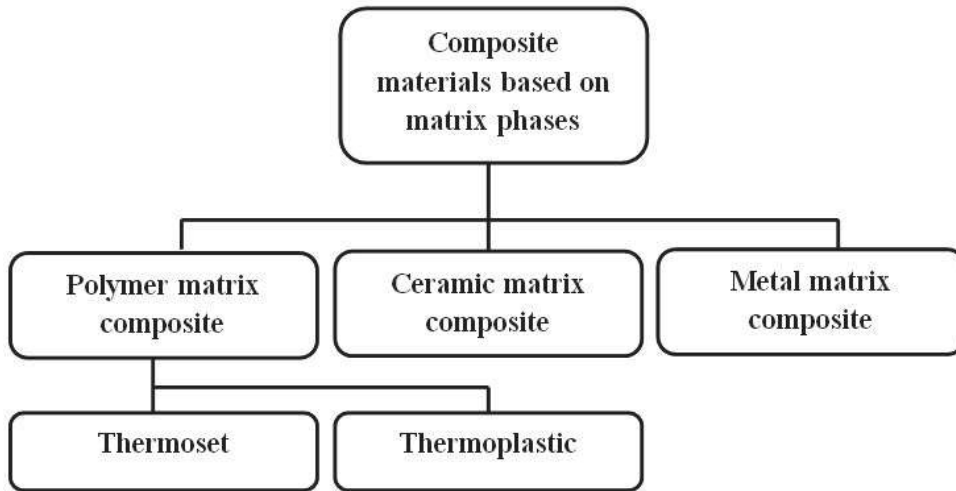 Composite
materials based on
matrix phases
Polymer matrix
composite
Ceramic matrix
composite
Metal matrix
composite
Thermoset
Thermoplastic